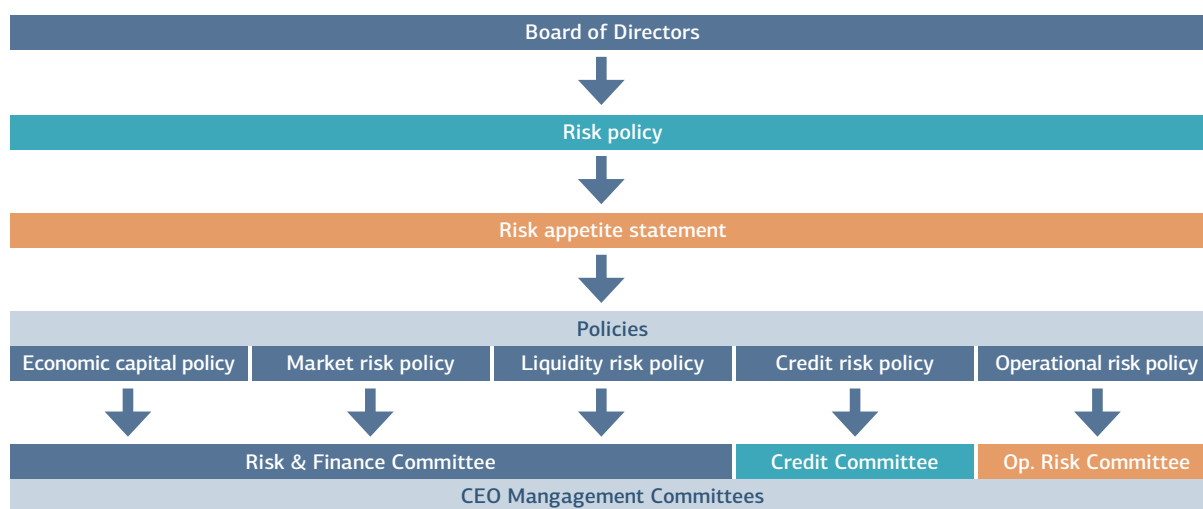 Board of Directors
Risk policy
Risk appetite statement
Policies
Economic capital policy
Market risk policy
Liquidity risk policy
Credit risk policy
Operational risk policy
Risk & Finance Committee
Credit Committee
Op. Risk Committee
CEO Mangagement Committees